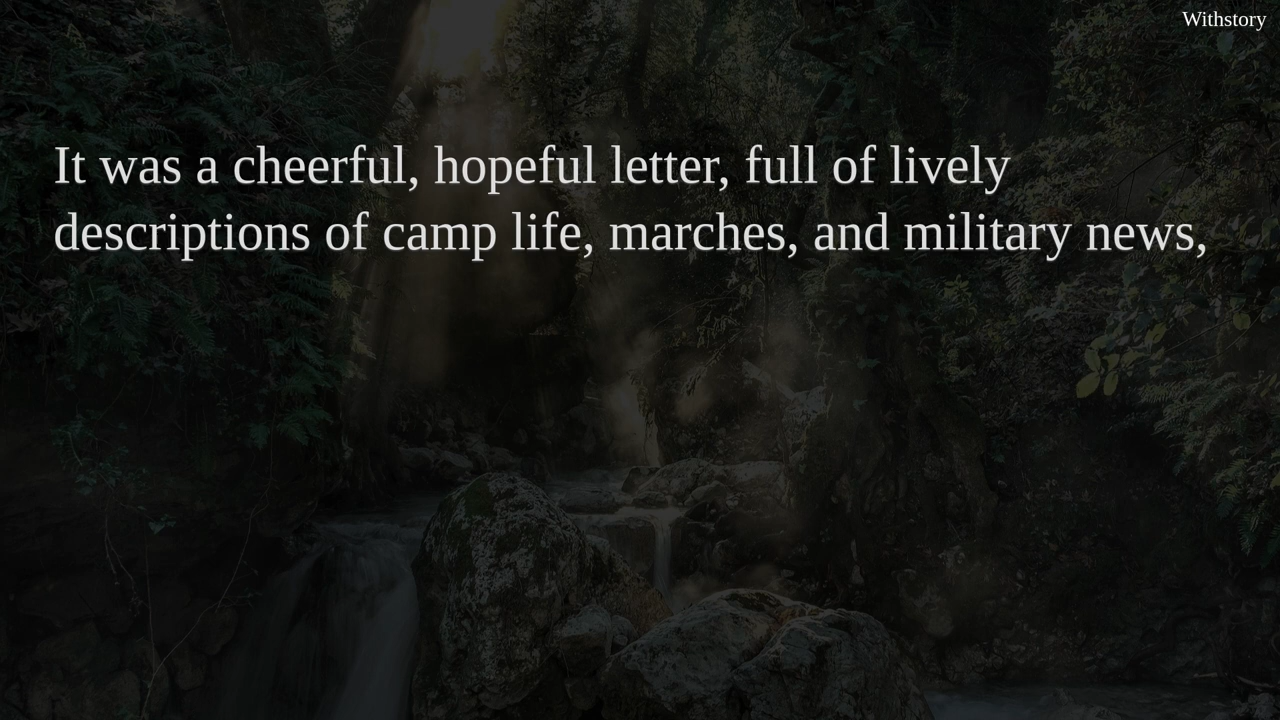 Withstory
It was a cheerful, hopeful letter, full of lively
descriptions of camp life, marches, and military news,